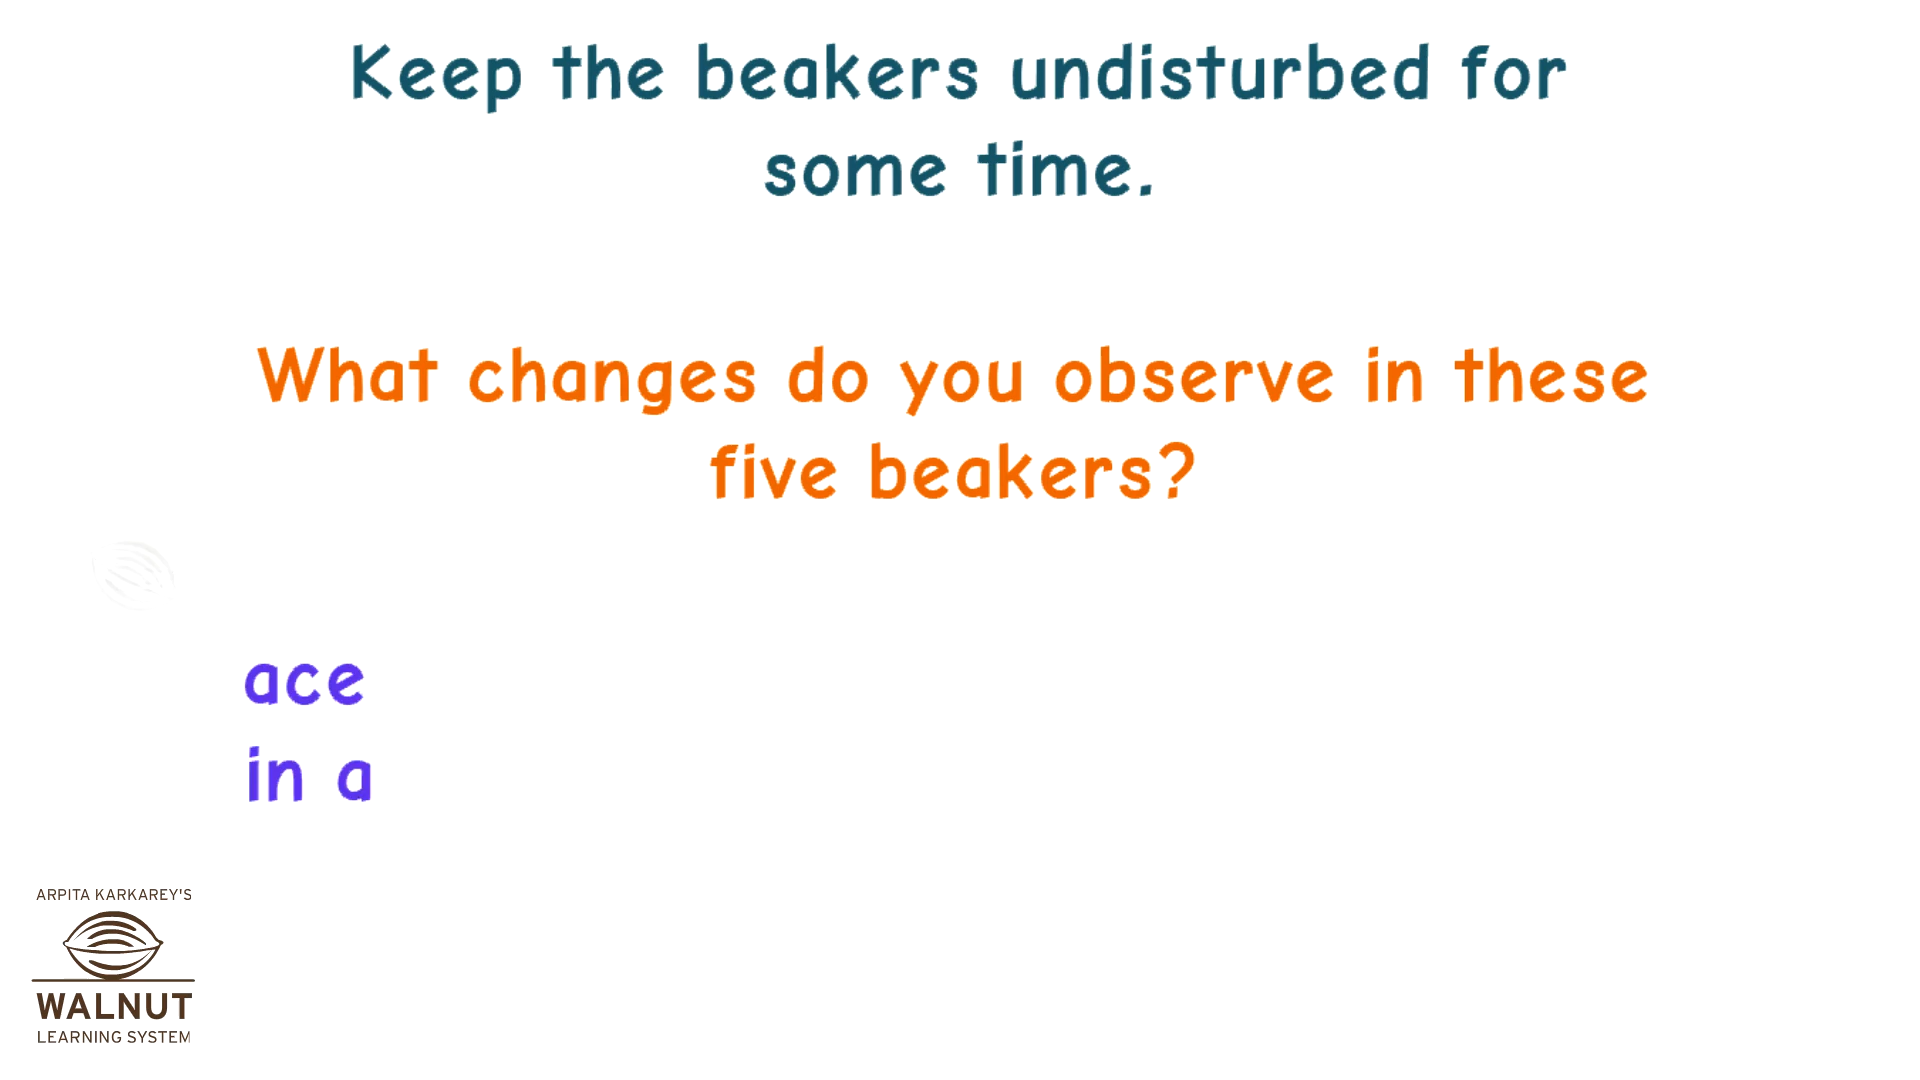 Keep the beakers undisturbed for
some time.
What changes do you observe in these
five beakers?
ace
in a
ARPITA KARKAREY'S
WALNUT
LEARNING SYSTEM